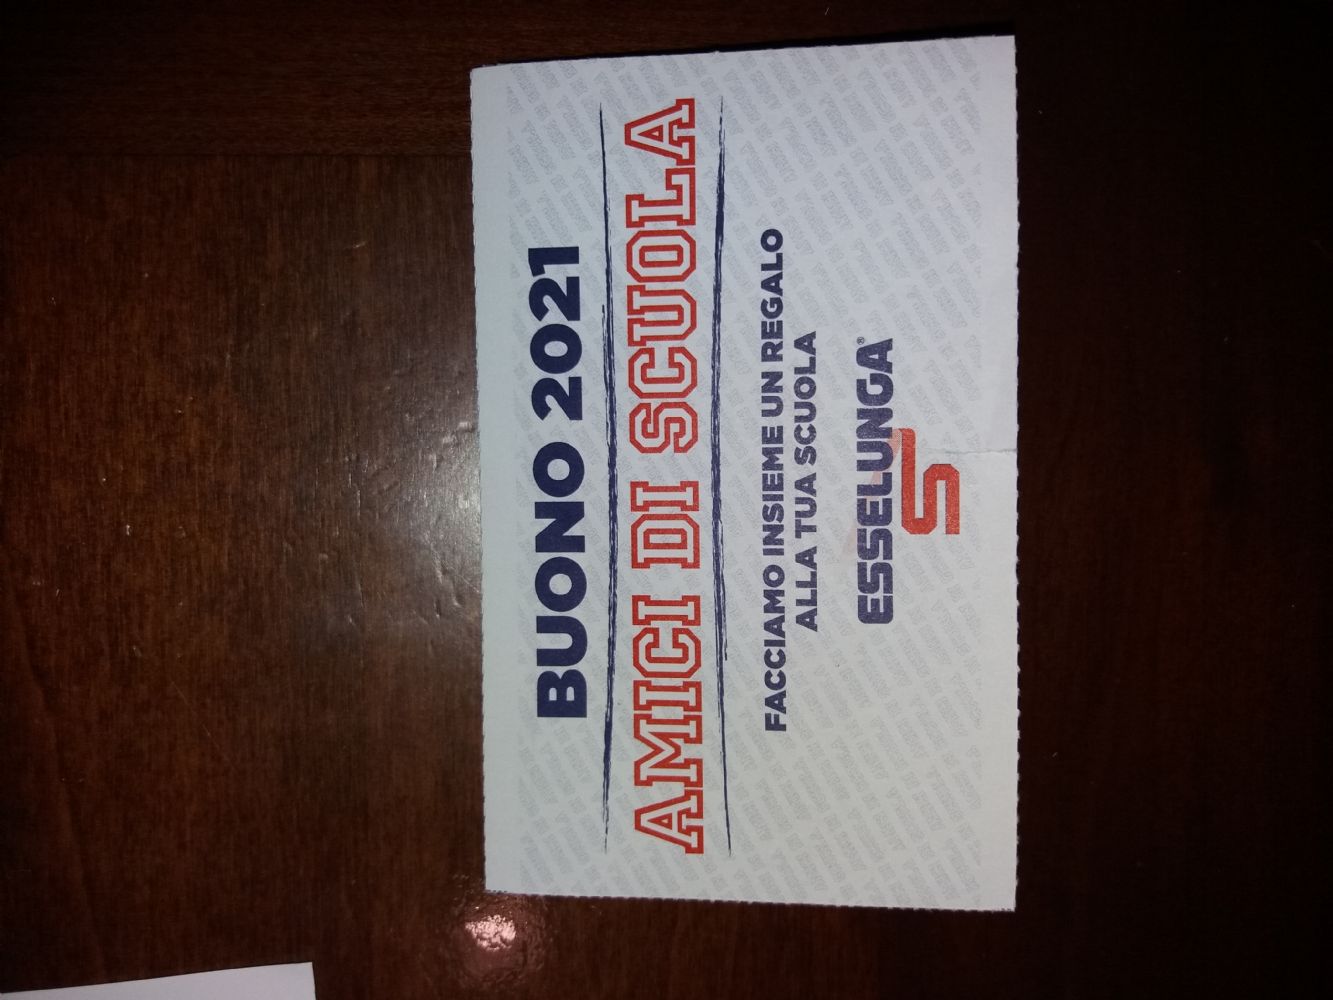 BUONO 2021
AMICI DI SCUOLA
FACCIAMO INSIEME UN REGALO
ALLA TUA SCUOLA
ESSELUNGA®
S